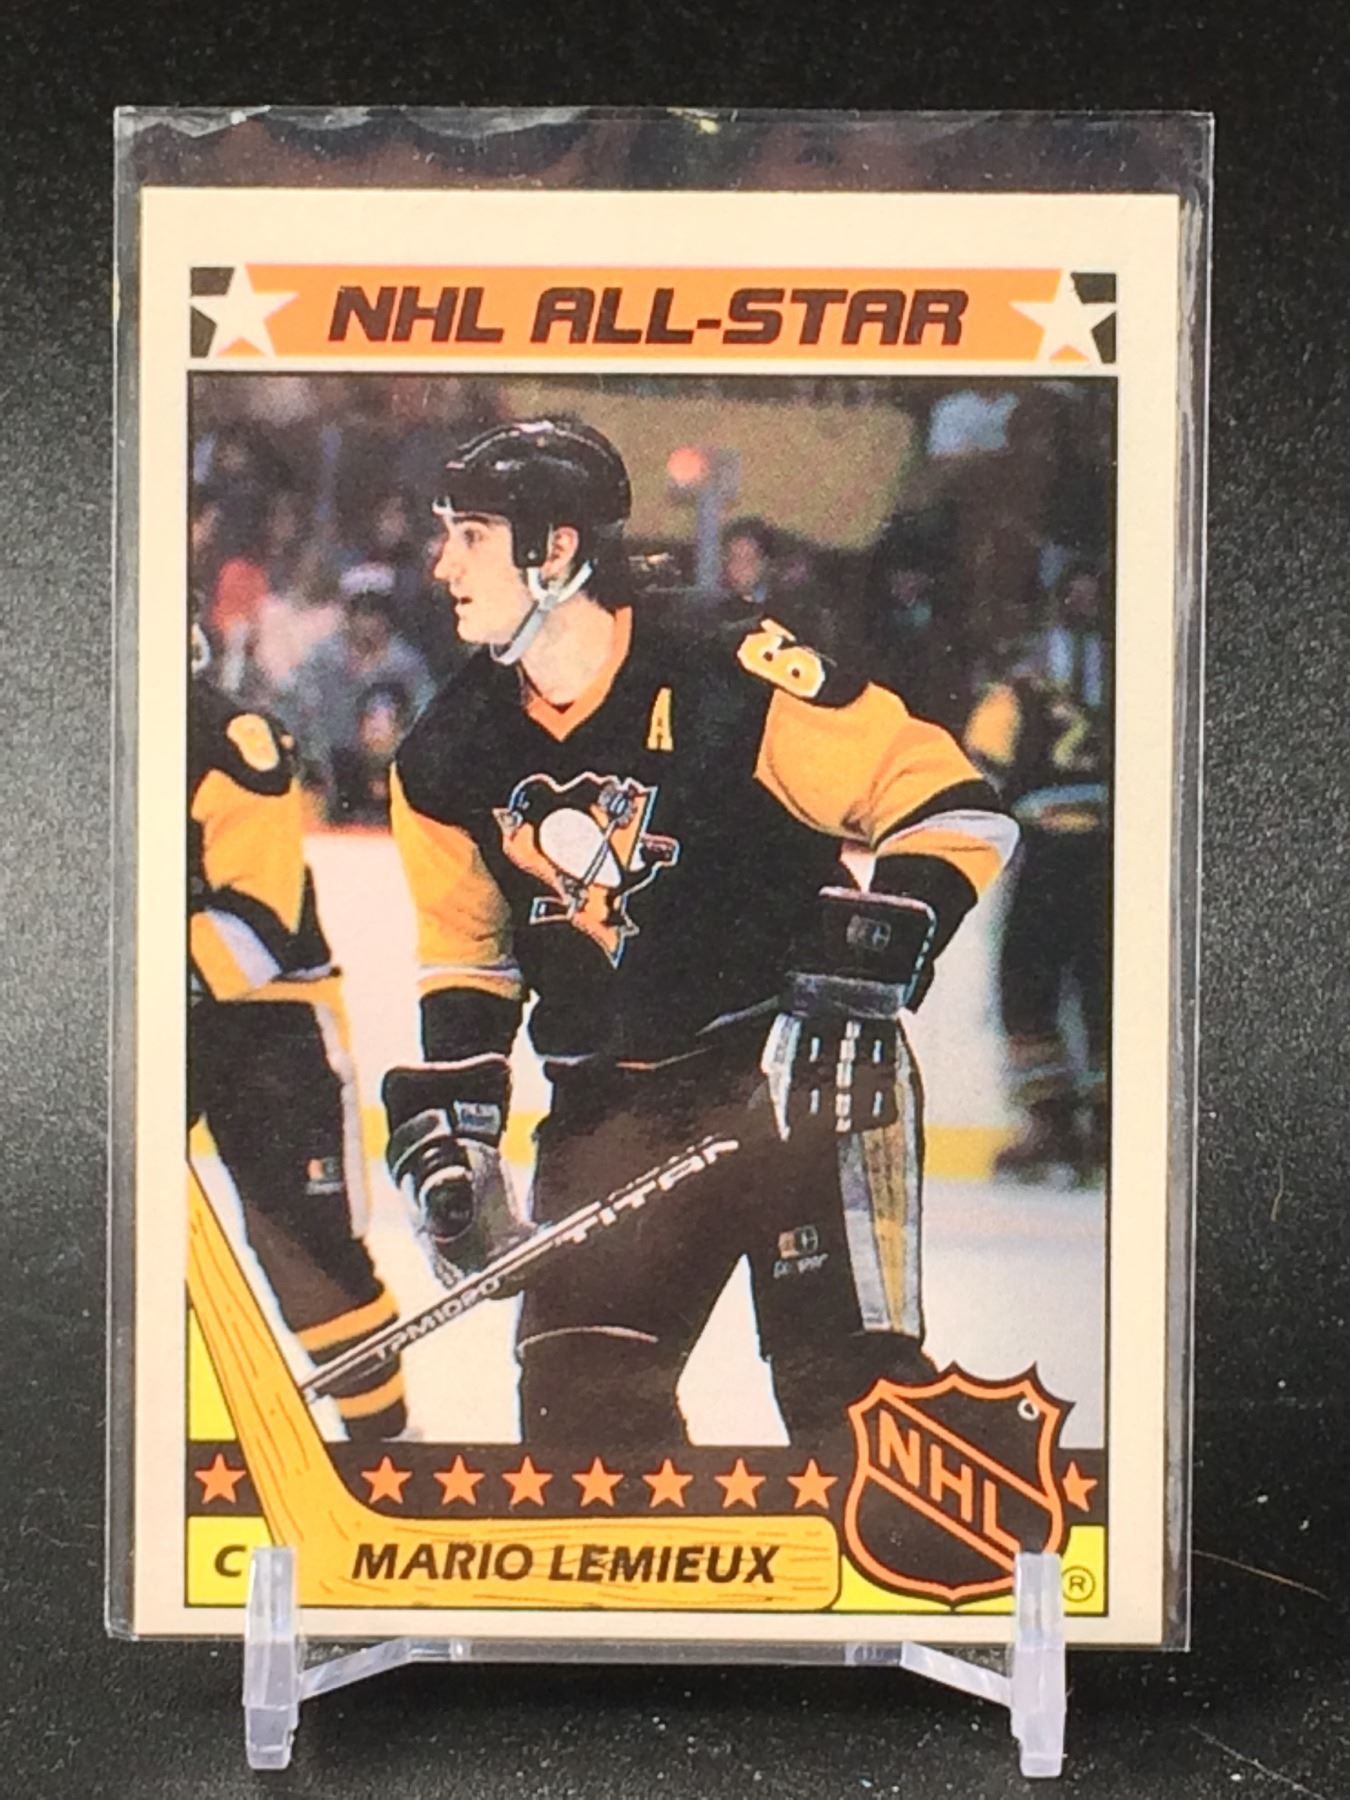 NHL ALL-STAR
A
TITAN
TPM1020
NHL
C MARIO LEMIEUX
®